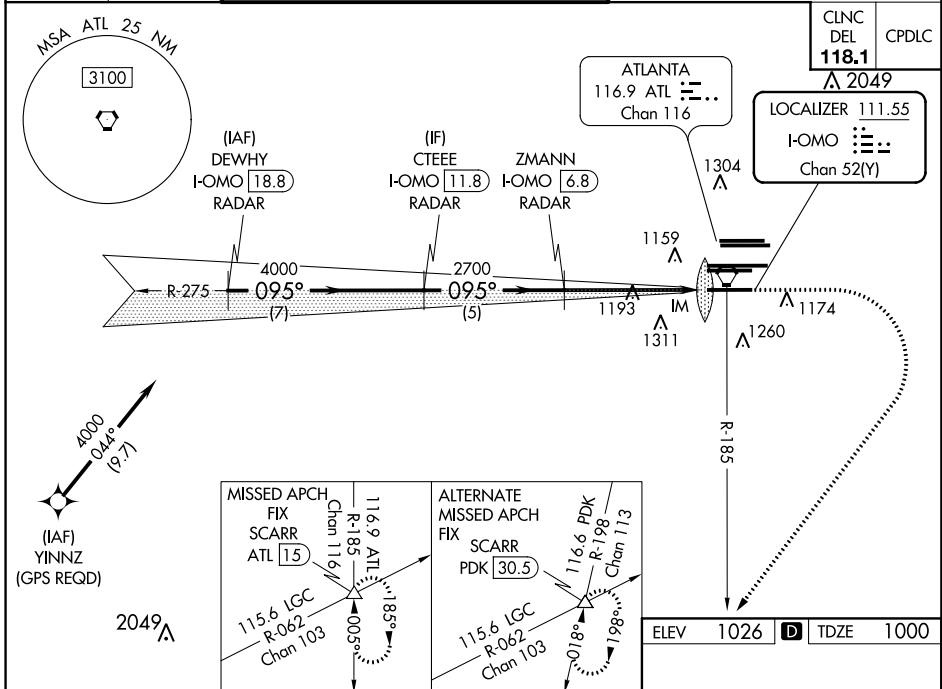 CLNC
DEL
118.1
CPDLC
MSA ATL 25 NM
3100
2049
ATLANTA
116.9 ATL
Chan 116
LOCALIZER 111.55
I-OMO
Chan 52(Y)
(IAF)
DEWHY
I-OMO 18.8
RADAR
(IF)
CTEEE
I-OMO 11.8
RADAR
ZMANN
I-OMO 6.8
RADAR
1304
1159
4000
2700
R-275
095°
095°
(7)
(5)
1193
IM
1311
1174
1260
R-185
4000
044°
(9.7)
(IAF)
YINNZ
(GPS REQD)
2049
MISSED APCH
FIX
SCARR
ATL 15
116.9 ATL
R-185
Chan 116
115.6 LGC
R-062
Chan 103
005°
185°
ALTERNATE
MISSED APCH
FIX
SCARR
PDK 30.5
116.6 PDK
R-198
Chan 113
115.6 LGC
R-062
Chan 103
018°
198°
ELEV 1026 D TDZE 1000